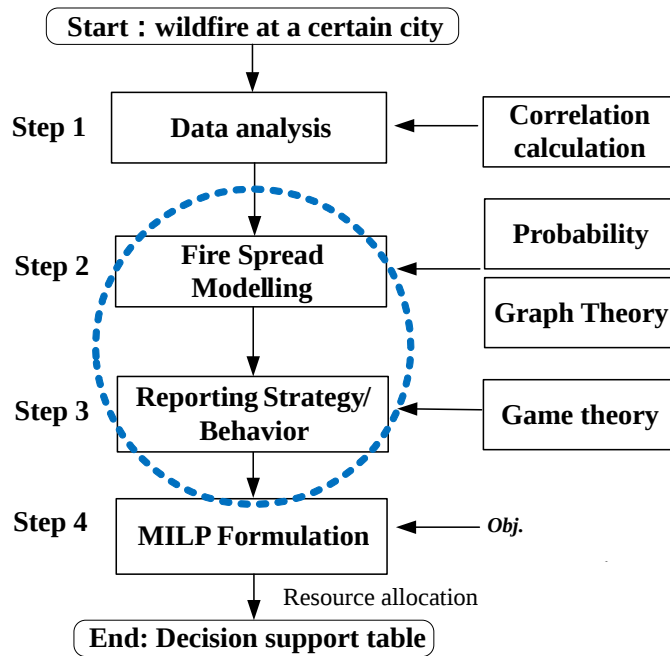 Start：wildfire at a certain city
Step 1
Data analysis
Correlation
calculation
Step 2
Fire Spread
Modelling
Probability
Graph Theory
Step 3
Reporting Strategy/
Behavior
Game theory
Step 4
MILP Formulation
Obj.
Resource allocation
End: Decision support table